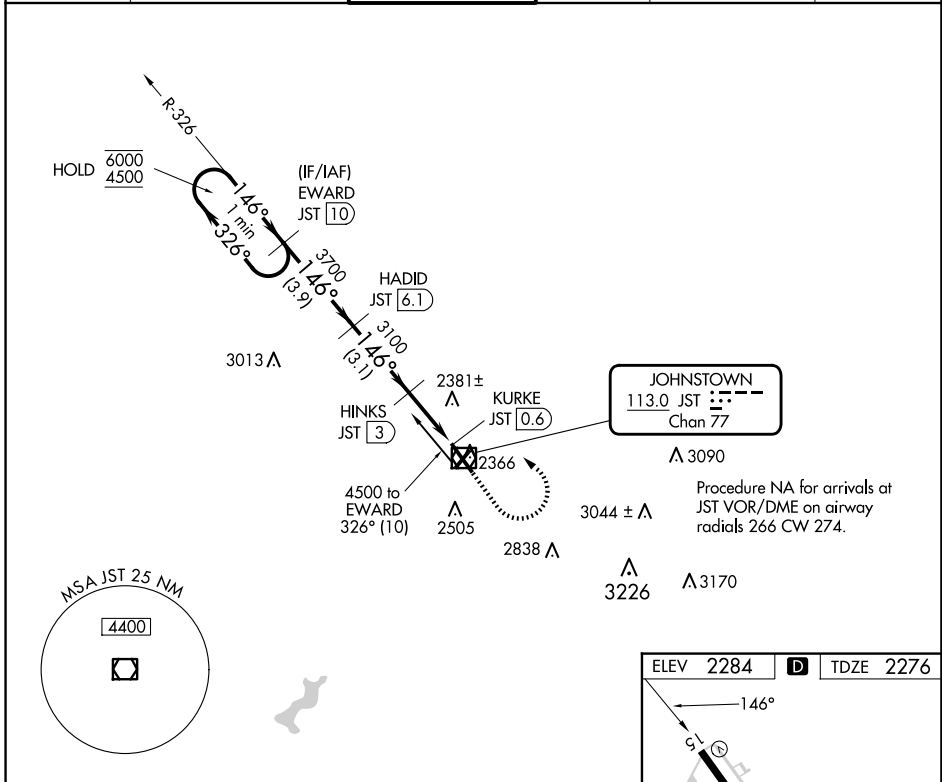 R-326
HOLD 6000
4500
146°
1 min
326°
(IF/IAF)
EWARD
JST 10
3700
146°
(3.9)
HADID
JST 6.1
3100
146°
(3.1)
3013
2381±
HINKS
JST 3
KURKE
JST 0.6
JOHNSTOWN
113.0 JST
Chan 77
2366
3090
4500 to
EWARD
326° (10)
2505
3044 ±
Procedure NA for arrivals at
JST VOR/DME on airway
radials 266 CW 274.
2838
3226
3170
MSA JST 25 NM
4400
ELEV 2284 D TDZE 2276
146°
15
V